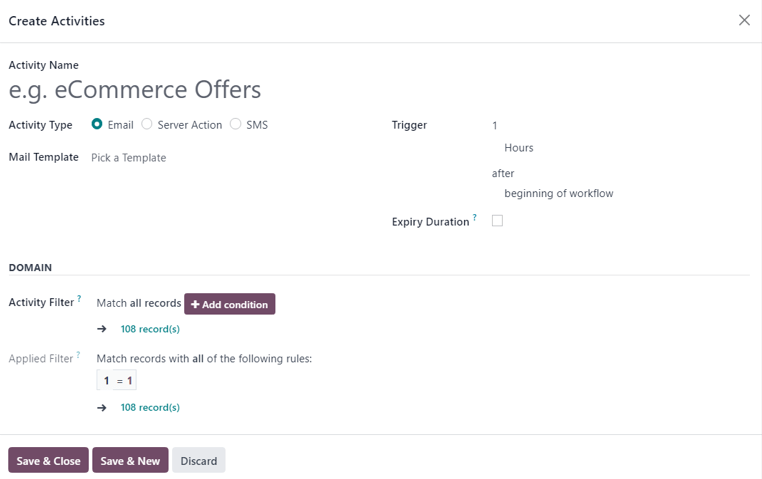 Create Activities
Activity Name
e.g. eCommerce Offers
Activity Type Email Server Action SMS
Trigger 1
Hours
after
beginning of workflow
Mail Template Pick a Template
Expiry Duration ?
DOMAIN
Activity Filter ? Match all records + Add condition
→ 108 record(s)
Applied Filter ? Match records with all of the following rules:
1 = 1
→ 108 record(s)
Save & Close Save & New Discard